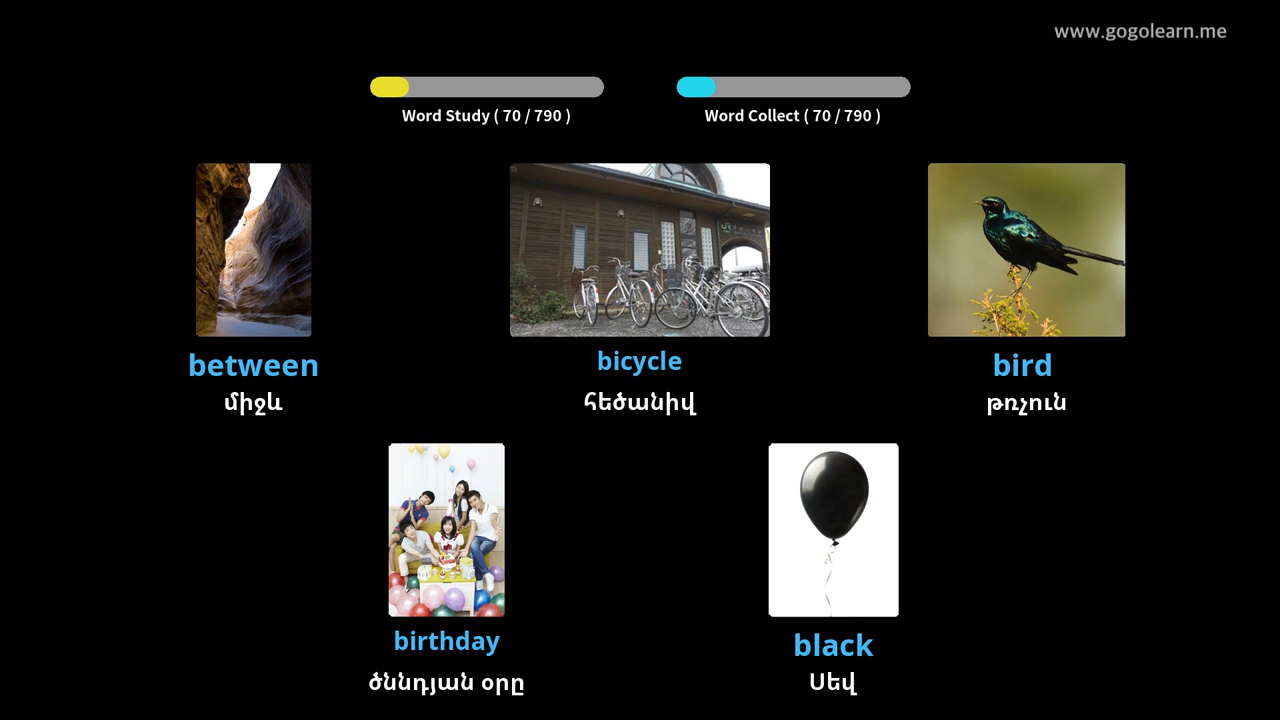 www.gogolearn.me
Word Study ( 70 / 790 )
Word Collect ( 70 / 790 )
between
միջև
bicycle
հեծանիվ
bird
թռչուն
birthday
ծննդյան օրը
black
Սեվ